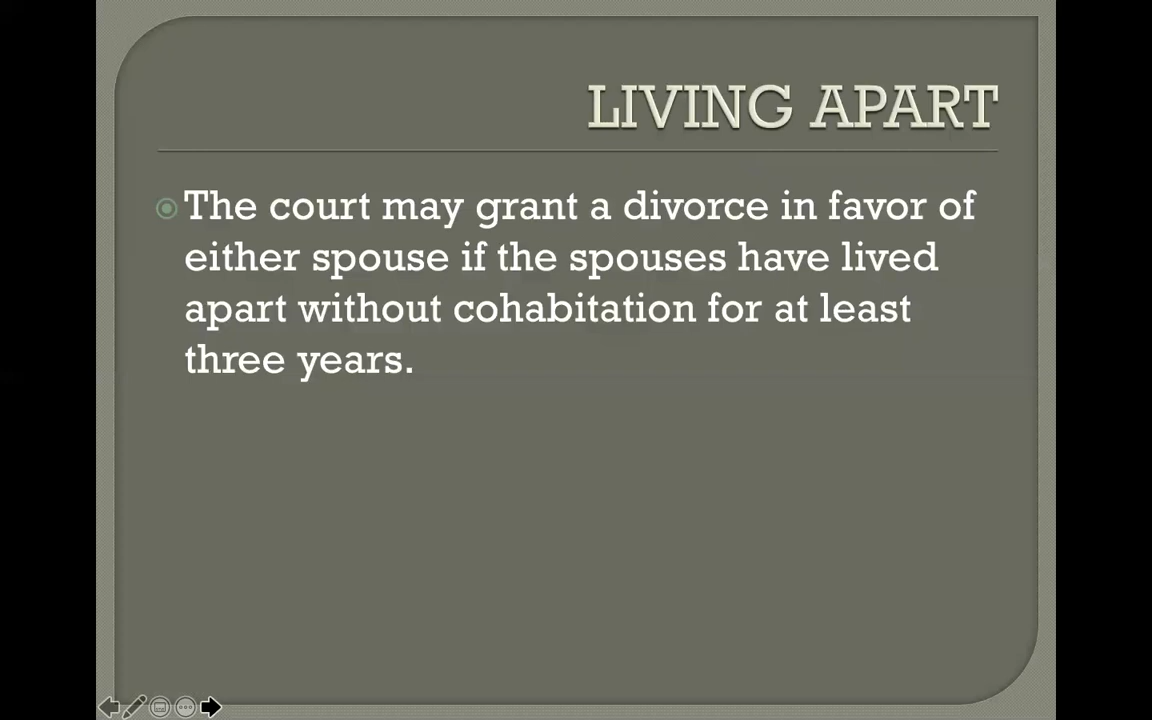 LIVING APART
The court may grant a divorce in favor of
either spouse if the spouses have lived
apart without cohabitation for at least
three years.